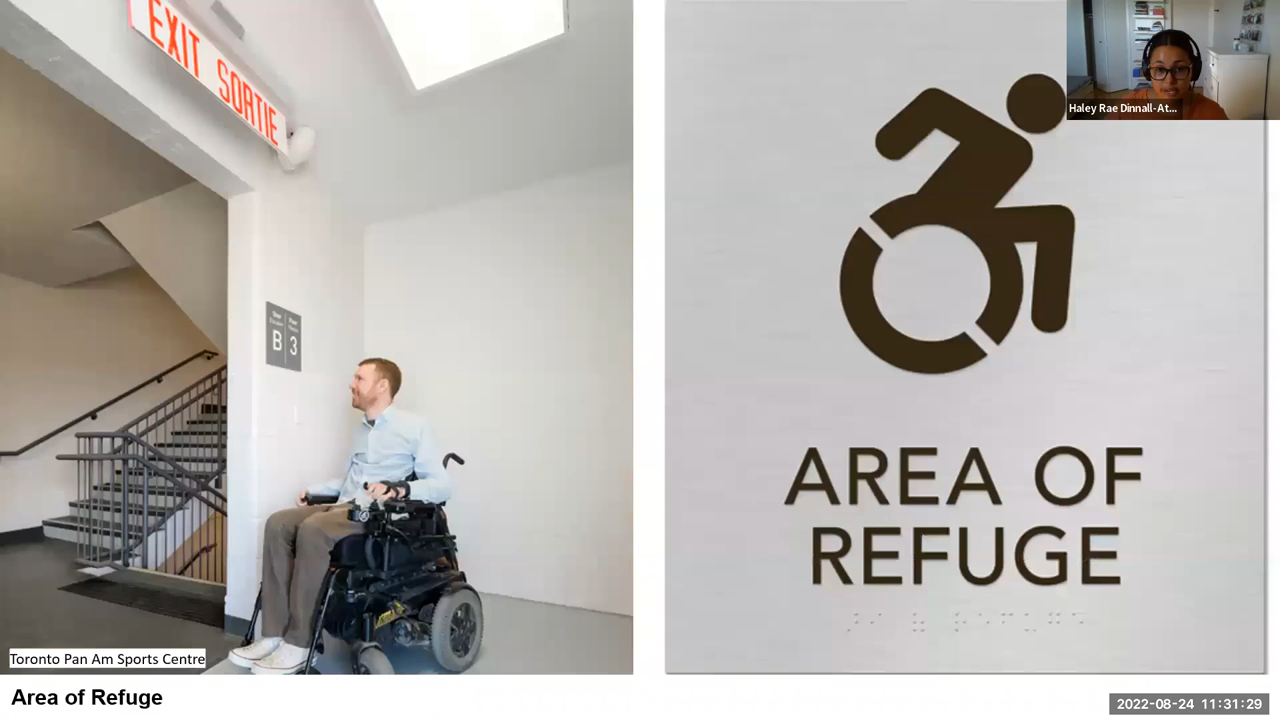 EXIT SORTIE
B 3
Toronto Pan Am Sports Centre
Area of Refuge
AREA OF
REFUGE
Haley Rae Dinnall-At...
2022-08-24 11:31:29